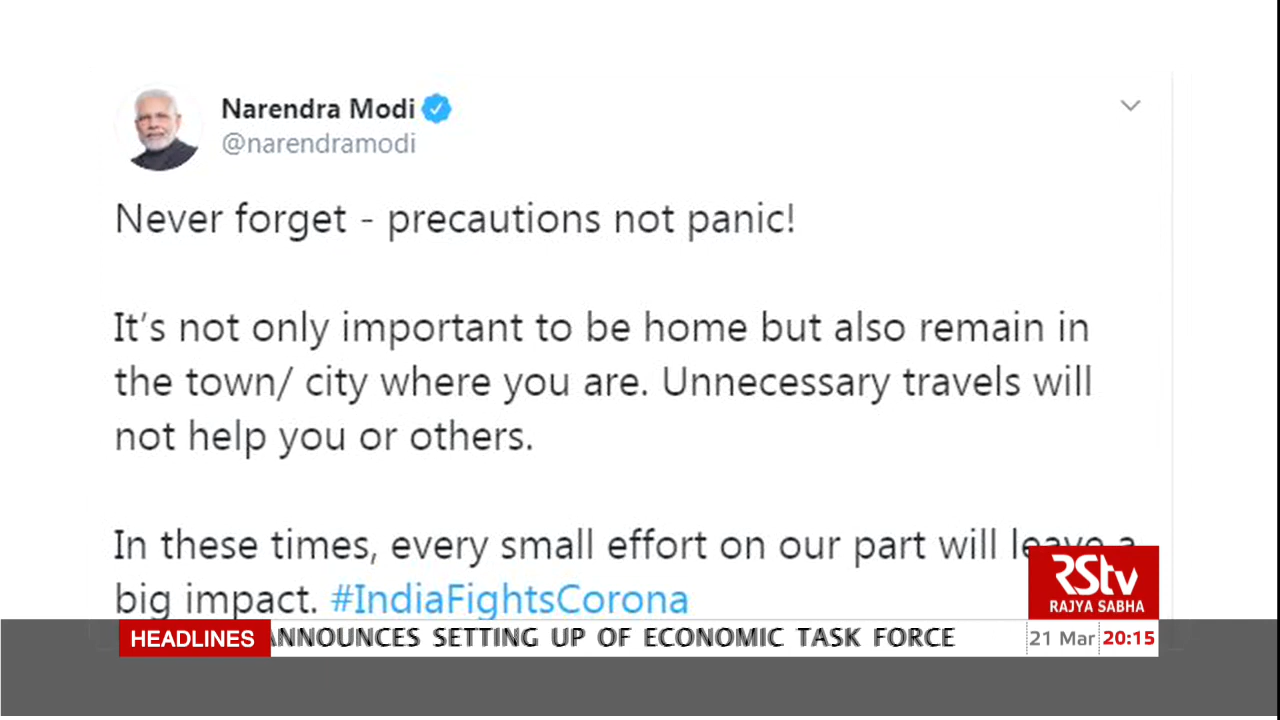 Narendra Modi
@narendramodi
Never forget - precautions not panic!
It's not only important to be home but also remain in
the town/ city where you are. Unnecessary travels will
not help you or others.
In these times, every small effort on our part will leave a
big impact. #IndiaFightsCorona
RStv
RAJYA SABHA
HEADLINES ANNOUNCES SETTING UP OF ECONOMIC TASK FORCE 21 Mar 20:15